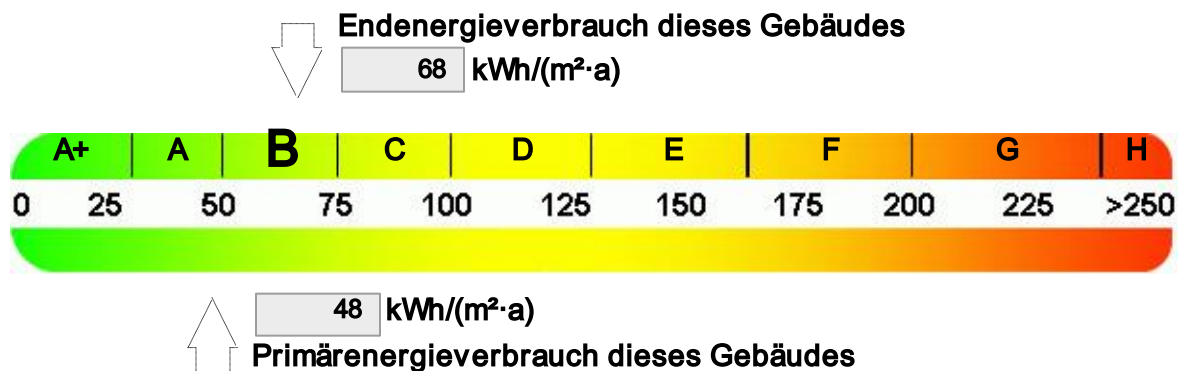 Endenergieverbrauch dieses Gebäudes
68 kWh/(m²·a)
A+ A B C D E F G H
0 25 50 75 100 125 150 175 200 225 >250
48 kWh/(m²·a)
Primärenergieverbrauch dieses Gebäudes